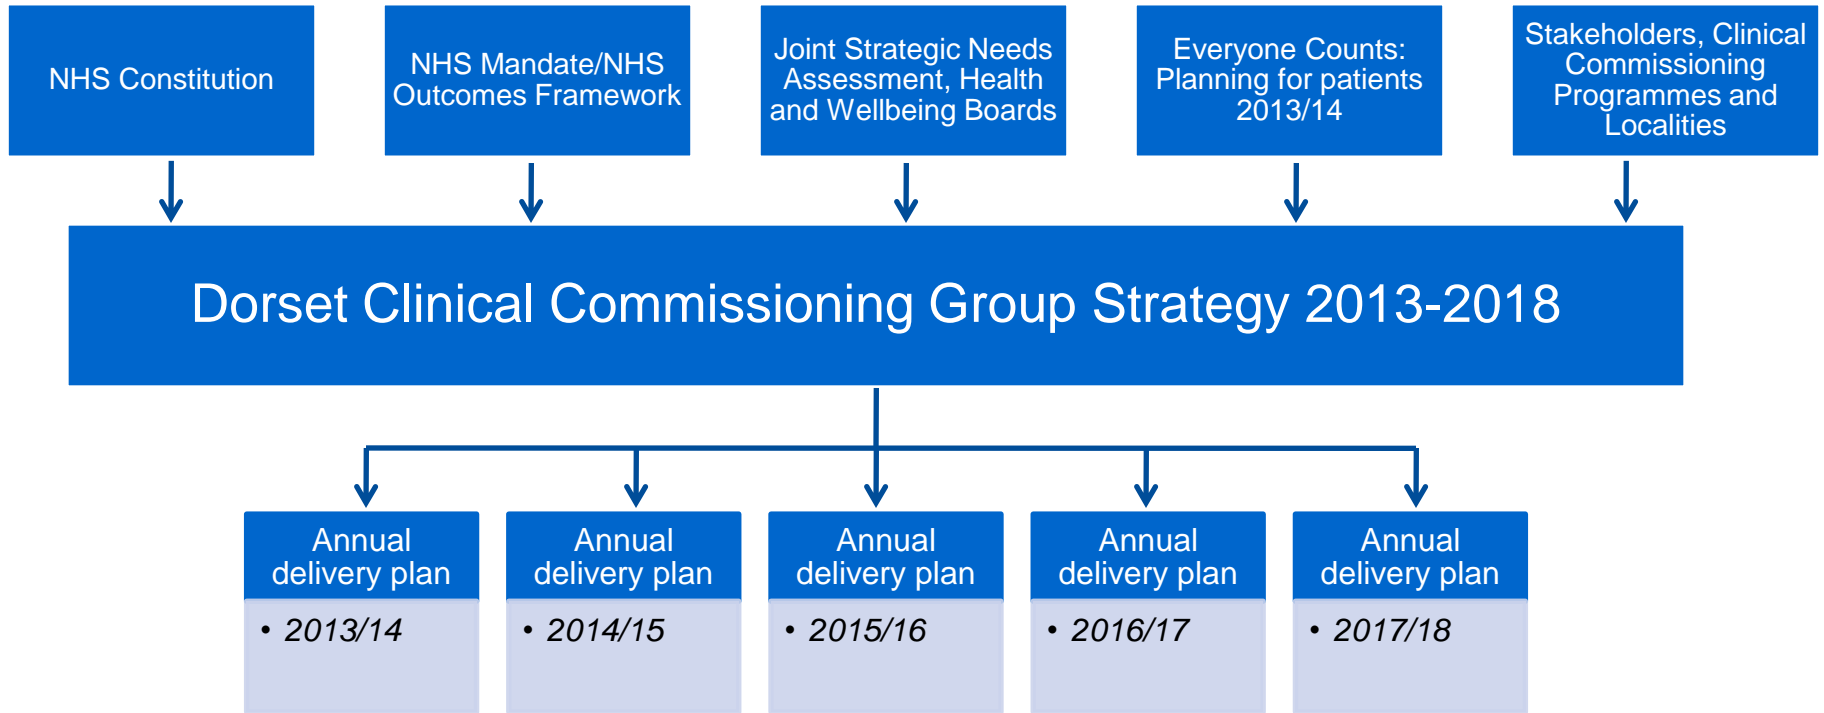 NHS Constitution
NHS Mandate/NHS
Outcomes Framework
Joint Strategic Needs
Assessment, Health
and Wellbeing Boards
Everyone Counts:
Planning for patients
2013/14
Stakeholders, Clinical
Commissioning
Programmes and
Localities
Dorset Clinical Commissioning Group Strategy 2013-2018
Annual
delivery plan
• 2013/14
Annual
delivery plan
• 2014/15
Annual
delivery plan
• 2015/16
Annual
delivery plan
• 2016/17
Annual
delivery plan
• 2017/18